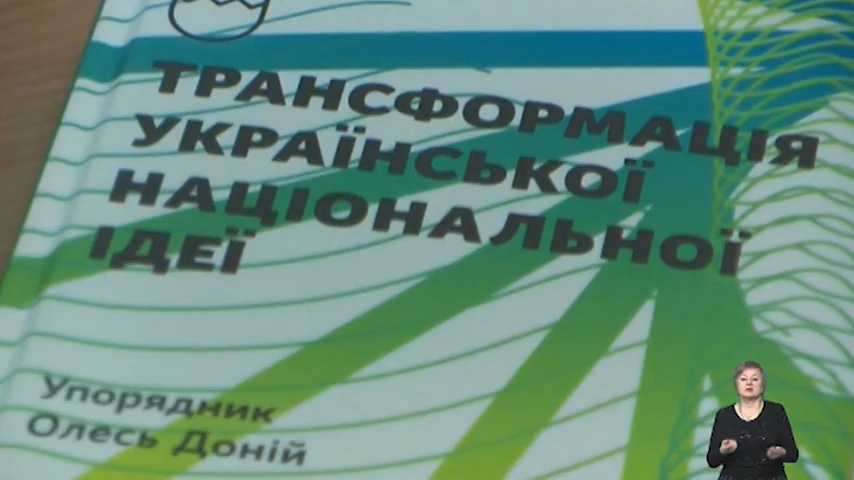 ТРАНСФОРМАЦІЯ
УКРАЇНСЬКОЇ
НАЦІОНАЛЬНОЇ
ІДЕЇ
Упорядник
Олесь Доній